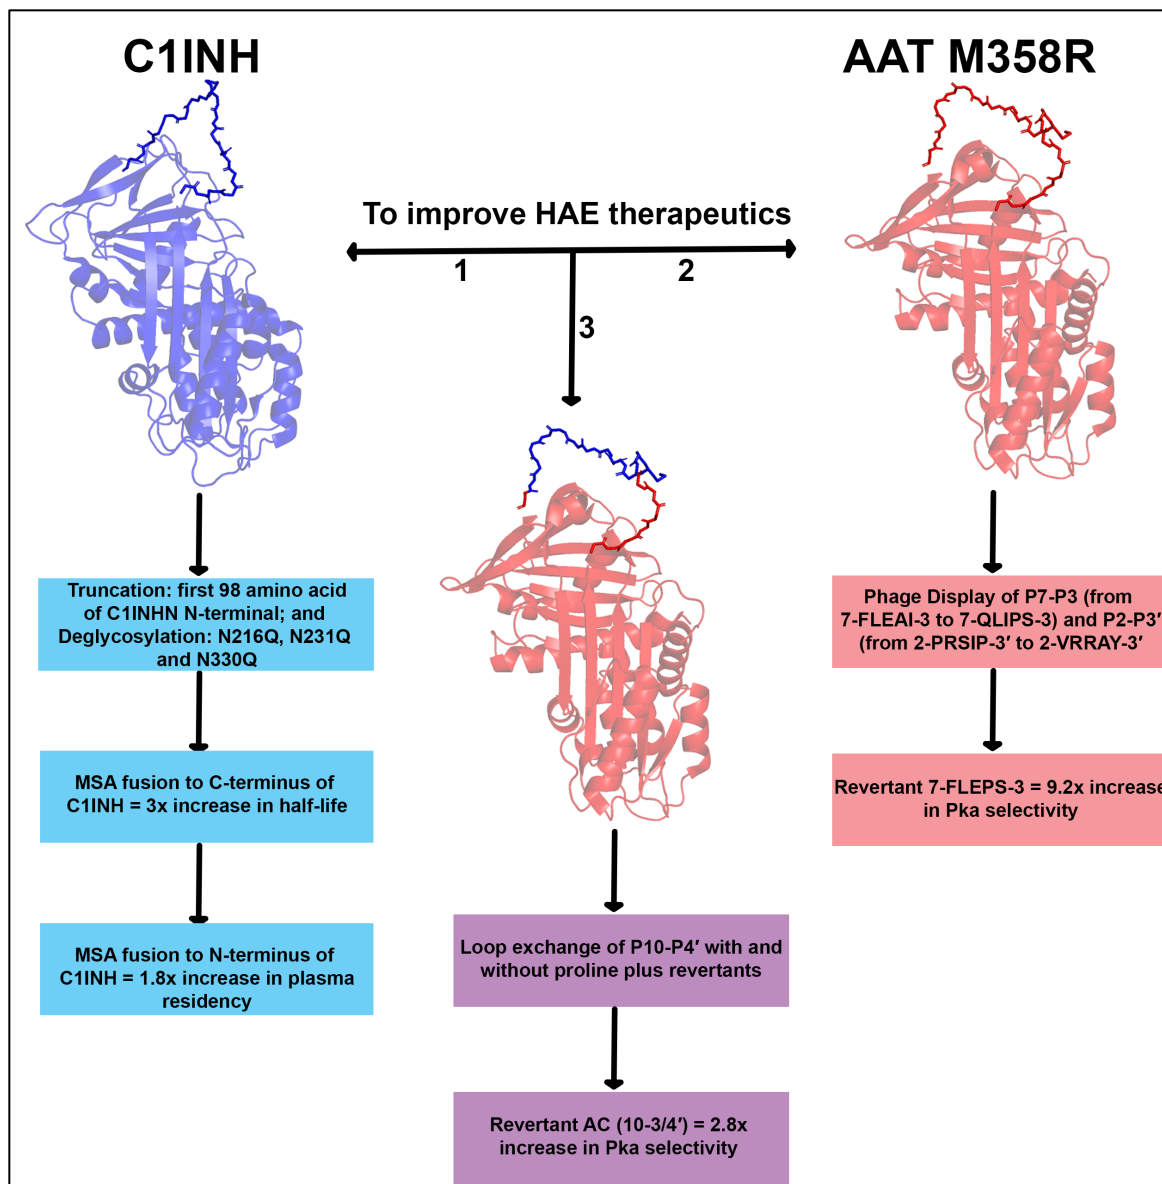 C1INH
AAT M358R
To improve HAE therapeutics
1
2
3
Truncation: first 98 amino acid
of C1INHN N-terminal; and
Deglycosylation: N216Q, N231Q
and N330Q
MSA fusion to C-terminus of
C1INH = 3x increase in half-life
MSA fusion to N-terminus of
C1INH = 1.8x increase in plasma
residency
Loop exchange of P10-P4′ with and
without proline plus revertants
Revertant AC (10-3/4′) = 2.8x
increase in Pka selectivity
Phage Display of P7-P3 (from
7-FLEAI-3 to 7-QLIPS-3) and P2-P3′
(from 2-PRSIP-3′ to 2-VRRAY-3′
Revertant 7-FLEPS-3 = 9.2x increase
in Pka selectivity